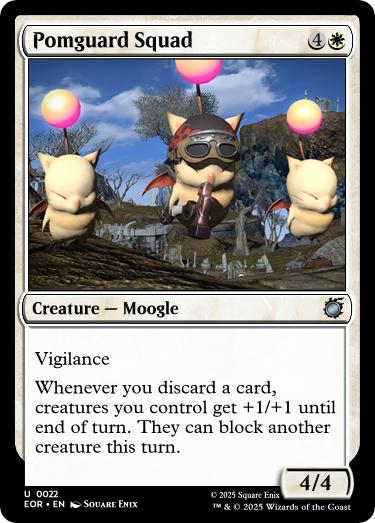 Pomguard Squad 4
Creature — Moogle
Vigilance
Whenever you discard a card,
creatures you control get +1/+1 until
end of turn. They can block another
creature this turn.
4/4
U 0022
EOR • EN Square Enix
© 2025 Square Enix
™ & © 2025 Wizards of the Coast